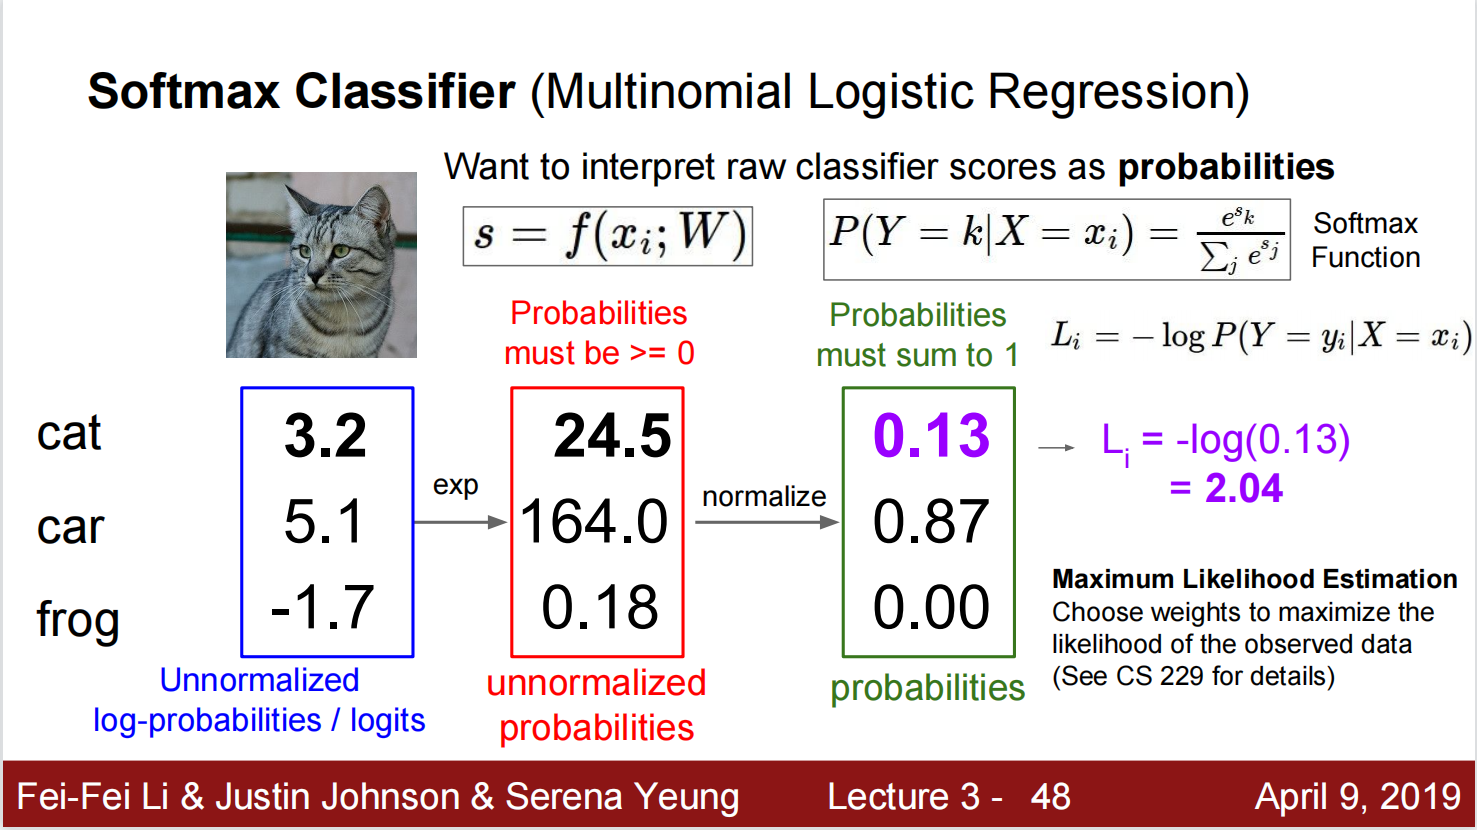 Softmax Classifier (Multinomial Logistic Regression)
Want to interpret raw classifier scores as probabilities
s = f(x_i; W)
P(Y = k|X = x_i) = e^{s_k} / ∑_j e^{s_j}
Softmax
Function
Probabilities
must be >= 0
Probabilities
must sum to 1
L_i = − log P(Y = y_i|X = x_i)
cat 3.2 24.5 0.13
L_i = -log(0.13)
= 2.04
exp
normalize
car 5.1 164.0 0.87
frog -1.7 0.18 0.00
Maximum Likelihood Estimation
Choose weights to maximize the
likelihood of the observed data
(See CS 229 for details)
Unnormalized
log-probabilities / logits
unnormalized
probabilities
probabilities
Fei-Fei Li & Justin Johnson & Serena Yeung Lecture 3 - 48 April 9, 2019